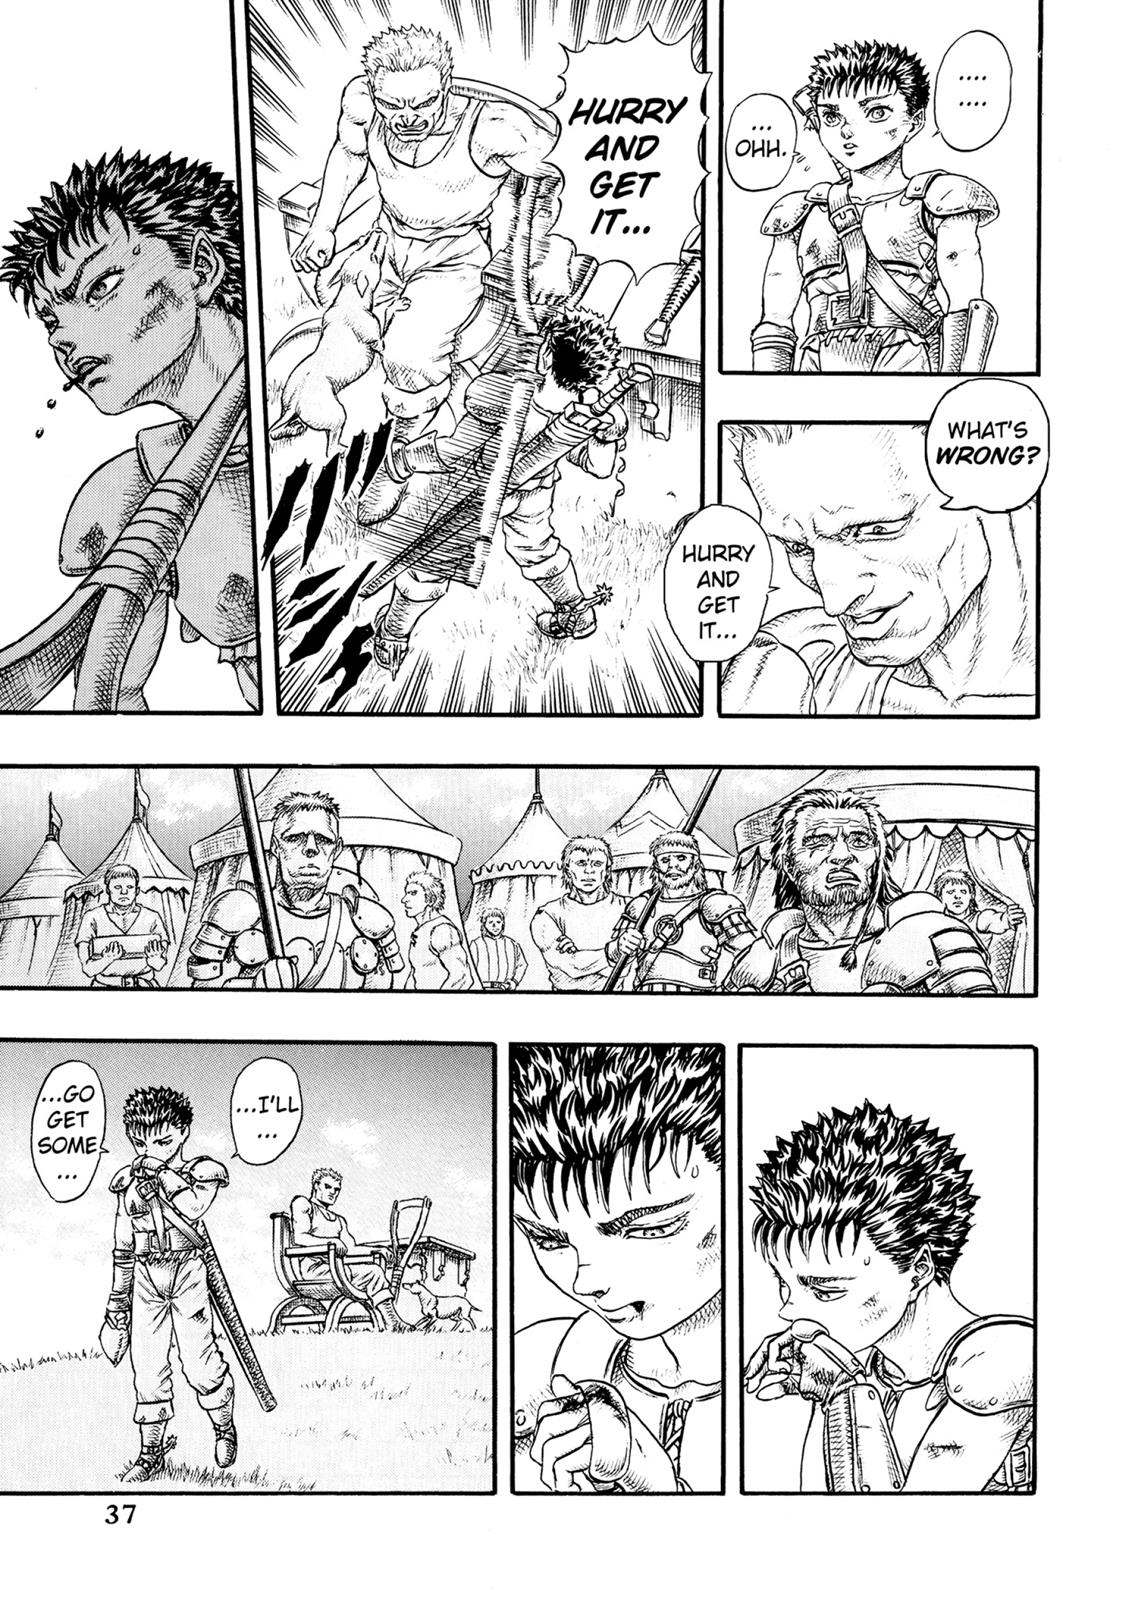 ....
....
...
OHH.
WHAT'S
WRONG?
HURRY
AND
GET
IT...
HURRY
AND
GET
IT...
...I'LL
...
...GO
GET
SOME
...
37